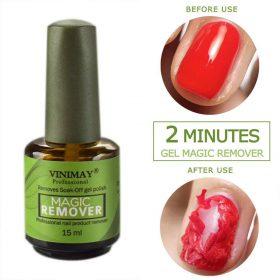 BEFORE USE
VINIMAY®
Professional
Removes Soak-Off gel polish
MAGIC
REMOVER
Professional nail product remover
15 ml
2 MINUTES
GEL MAGIC REMOVER
AFTER USE